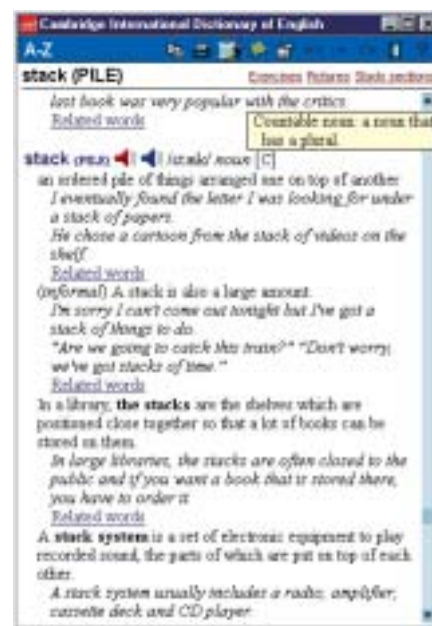 Cambridge International Dictionary of English
A-Z
stack (PILE)
Exercises Pictures Study sections
last book was very popular with the critics.
Related words
Countable noun: a noun that
has a plural.
stack (PILE) /stæk/ noun [C]
an ordered pile of things arranged one on top of another
I eventually found the letter I was looking for under
a stack of papers.
He chose a cartoon from the stack of videos on the
shelf.
Related words
(informal) A stack is also a large amount.
I'm sorry I can't come out tonight but I've got a
stack of things to do.
"Are we going to catch this train?" "Don't worry,
we've got stacks of time."
Related words
In a library, the stacks are the shelves which are
positioned close together so that a lot of books can be
stored on them.
In large libraries, the stacks are often closed to the
public and if you want a book that is stored there,
you have to order it.
Related words
A stack system is a set of electronic equipment to play
recorded sound, the parts of which are put on top of each
other.
A stack system usually includes a radio, amplifier,
cassette deck and CD player.